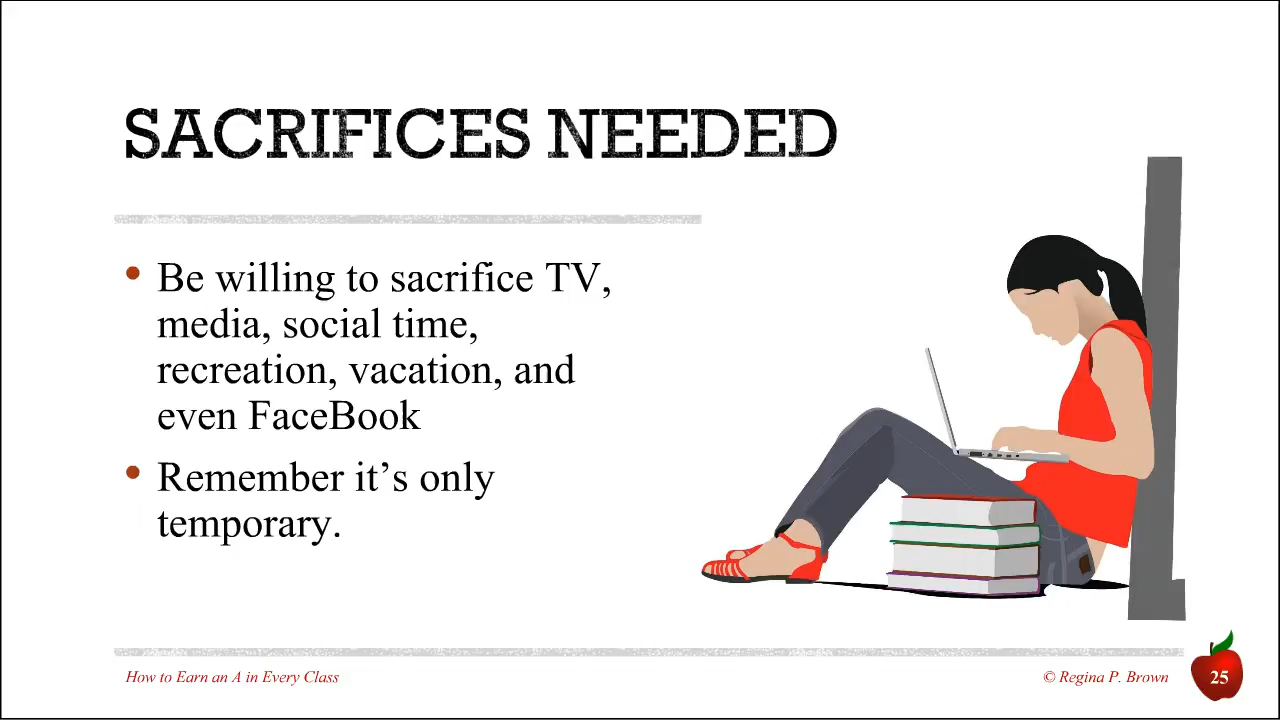 SACRIFICES NEEDED
• Be willing to sacrifice TV,
media, social time,
recreation, vacation, and
even FaceBook
• Remember it’s only
temporary.
How to Earn an A in Every Class
© Regina P. Brown
25